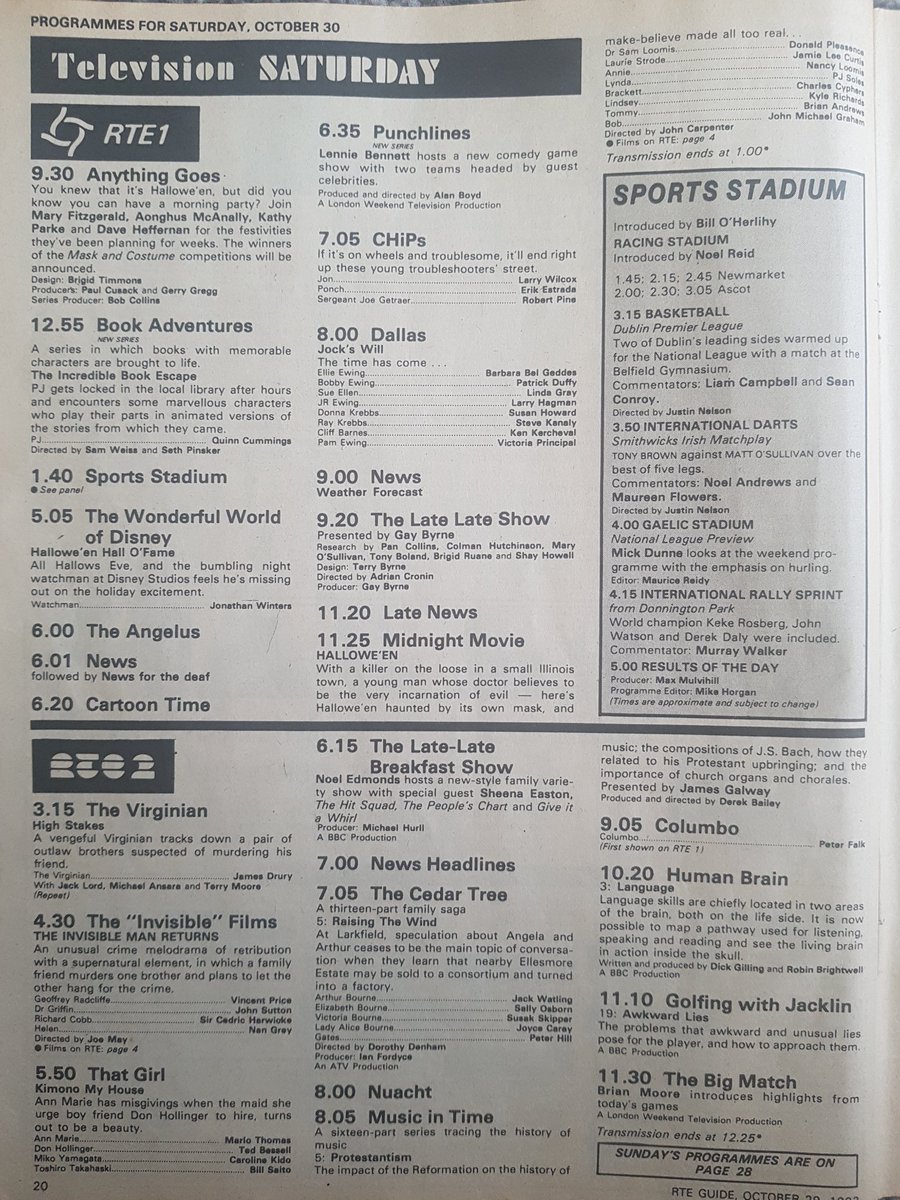 PROGRAMMES FOR SATURDAY, OCTOBER 30
Television SATURDAY
RTE1
9.30 Anything Goes
You knew that it's Hallowe'en, but did you
know you can have a morning party? Join
Mary Fitzgerald, Aonghus McAnally, Kathy
Parke and Dave Heffernan for the festivities
they've been planning for weeks. The winners
of the Mask and Costume competitions will be
announced.
Design: Brigid Timmons
Producers: Paul Cusack and Gerry Gregg
Series Producer: Bob Collins
12.55 Book Adventures
NEW SERIES
A series in which books with memorable
characters are brought to life.
The Incredible Book Escape
PJ gets locked in the local library after hours
and encounters some marvellous characters
who play their parts in animated versions of
the stories from which they came.
PJ Quinn Cummings
Directed by Sam Weiss and Seth Pinsker
1.40 Sports Stadium
● See panel
5.05 The Wonderful World
of Disney
Hallowe'en Hall O'Fame
All Hallows Eve, and the bumbling night
watchman at Disney Studios feels he's missing
out on the holiday excitement.
Watchman Jonathan Winters
6.00 The Angelus
6.01 News
followed by News for the deaf
6.20 Cartoon Time
6.35 Punchlines
NEW SERIES
Lennie Bennett hosts a new comedy game
show with two teams headed by guest
celebrities.
Produced and directed by Alan Boyd
A London Weekend Television Production
7.05 CHiPs
If it's on wheels and troublesome, it'll end right
up these young troubleshooters' street.
Jon Larry Wilcox
Ponch Erik Estrada
Sergeant Joe Getraer Robert Pine
8.00 Dallas
Jock's Will
The time has come ...
Ellie Ewing Barbara Bel Geddes
Bobby Ewing Patrick Duffy
Sue Ellen Linda Gray
JR Ewing Larry Hagman
Donna Krebbs Susan Howard
Ray Krebbs Steve Kanaly
Cliff Barnes Ken Kercheval
Pam Ewing Victoria Principal
9.00 News
Weather Forecast
9.20 The Late Late Show
Presented by Gay Byrne
Research by Pan Collins, Colman Hutchinson, Mary
O'Sullivan, Tony Boland, Brigid Ruane and Shay Howell
Design: Terry Byrne
Directed by Adrian Cronin
Producer: Gay Byrne
11.20 Late News
11.25 Midnight Movie
HALLOWE'EN
With a killer on the loose in a small Illinois
town, a young man whose doctor believes to
be the very incarnation of evil — here's
Hallowe'en haunted by its own mask, and
make-believe made all too real...
Dr Sam Loomis Donald Pleasence
Laurie Strode Jamie Lee Curtis
Annie Nancy Loomis
Lynda PJ Soles
Brackett Charles Cyphers
Lindsey Kyle Richards
Tommy Brian Andrews
Bob John Michael Graham
Directed by John Carpenter
● Films on RTE: page 4
Transmission ends at 1.00*
SPORTS STADIUM
Introduced by Bill O'Herlihy
RACING STADIUM
Introduced by Noel Reid
1.45; 2.15; 2.45 Newmarket
2.00; 2.30; 3.05 Ascot
3.15 BASKETBALL
Dublin Premier League
Two of Dublin's leading sides warmed up
for the National League with a match at the
Belfield Gymnasium.
Commentators: Liam Campbell and Sean
Conroy.
Directed by Justin Nelson
3.50 INTERNATIONAL DARTS
Smithwicks Irish Matchplay
TONY BROWN against MATT O'SULLIVAN over the
best of five legs.
Commentators: Noel Andrews and
Maureen Flowers.
Directed by Justin Nelson
4.00 GAELIC STADIUM
National League Preview
Mick Dunne looks at the weekend pro-
gramme with the emphasis on hurling.
Editor: Maurice Reidy
4.15 INTERNATIONAL RALLY SPRINT
from Donnington Park
World champion Keke Rosberg, John
Watson and Derek Daly were included.
Commentator: Murray Walker
5.00 RESULTS OF THE DAY
Producer: Max Mulvihill
Programme Editor: Mike Horgan
(Times are approximate and subject to change)
RTE 2
3.15 The Virginian
High Stakes
A vengeful Virginian tracks down a pair of
outlaw brothers suspected of murdering his
friend.
The Virginian James Drury
With Jack Lord, Michael Ansara and Terry Moore
(Repeat)
4.30 The "Invisible" Films
THE INVISIBLE MAN RETURNS
An unusual crime melodrama of retribution
with a supernatural element, in which a family
friend murders one brother and plans to let the
other hang for the crime.
Geoffrey Radcliffe Vincent Price
Dr Griffin John Sutton
Richard Cobb Sir Cedric Harwicke
Helen Nan Grey
Directed by Joe May
● Films on RTE: page 4
5.50 That Girl
Kimono My House
Ann Marie has misgivings when the maid she
urge boy friend Don Hollinger to hire, turns
out to be a beauty.
Ann Marie Marlo Thomas
Don Hollinger Ted Bessell
Miko Yamagata Caroline Kido
Toshiro Takahaski Bill Saito
20
6.15 The Late-Late
Breakfast Show
Noel Edmonds hosts a new-style family varie-
ty show with special guest Sheena Easton,
The Hit Squad, The People's Chart and Give it
a Whirl
Producer: Michael Hurll
A BBC Production
7.00 News Headlines
7.05 The Cedar Tree
A thirteen-part family saga
5: Raising The Wind
At Larkfield, speculation about Angela and
Arthur ceases to be the main topic of conversa-
tion when they learn that nearby Ellesmore
Estate may be sold to a consortium and turned
into a factory.
Arthur Bourne Jack Watling
Elizabeth Bourne Sally Osborn
Victoria Bourne Susak Skipper
Lady Alice Bourne Joyce Carey
Gates Peter Hill
Directed by Dorothy Denham
Producer: Ian Fordyce
An ATV Production
8.00 Nuacht
8.05 Music in Time
A sixteen-part series tracing the history of
music
5: Protestantism
The impact of the Reformation on the history of
music; the compositions of J.S. Bach, how they
related to his Protestant upbringing; and the
importance of church organs and chorales.
Presented by James Galway
Produced and directed by Derek Bailey
9.05 Columbo
Columbo Peter Falk
(First shown on RTE 1)
10.20 Human Brain
3: Language
Language skills are chiefly located in two areas
of the brain, both on the life side. It is now
possible to map a pathway used for listening,
speaking and reading and see the living brain
in action inside the skull.
Written and produced by Dick Gilling and Robin Brightwell
A BBC Production
11.10 Golfing with Jacklin
19: Awkward Lies
The problems that awkward and unusual lies
pose for the player, and how to approach them.
A BBC Production
11.30 The Big Match
Brian Moore introduces highlights from
today's games
A London Weekend Television Production
Transmission ends at 12.25*
SUNDAY'S PROGRAMMES ARE ON
PAGE 28
RTE GUIDE, OCTOBER